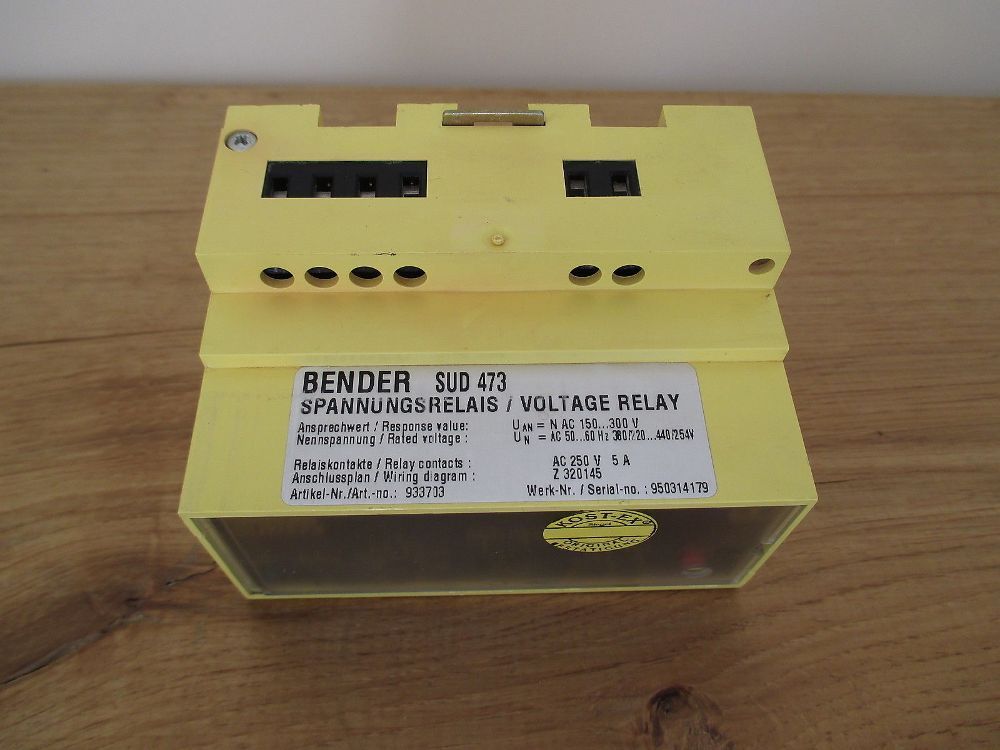 BENDER SUD 473
SPANNUNGSRELAIS / VOLTAGE RELAY
Ansprechwert / Response value: UAN = N AC 150...300 V
Nennspannung / Rated voltage : UN = AC 50...60 Hz 380/220...440/254V
Relaiskontakte / Relay contacts : AC 250 V 5 A
Anschlussplan / Wiring diagram : Z 320145
Artikel-Nr./Art.-no.: 933703 Werk-Nr. / Serial-no. : 950314179
ORIGINAL